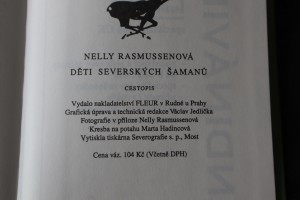 NELLY RASMUSSENOVÁ
DĚTI SEVERSKÝCH ŠAMANŮ
CESTOPIS
Vydalo nakladatelství FLEUR v Rudné u Prahy
Grafická úprava a technická redakce Václav Jedlička
Fotografie v příloze Nelly Rasmussenová
Kresba na potahu Marta Hadincová
Vytiskla tiskárna Severografie s. p., Most
Cena váz. 104 Kč (Včetně DPH)